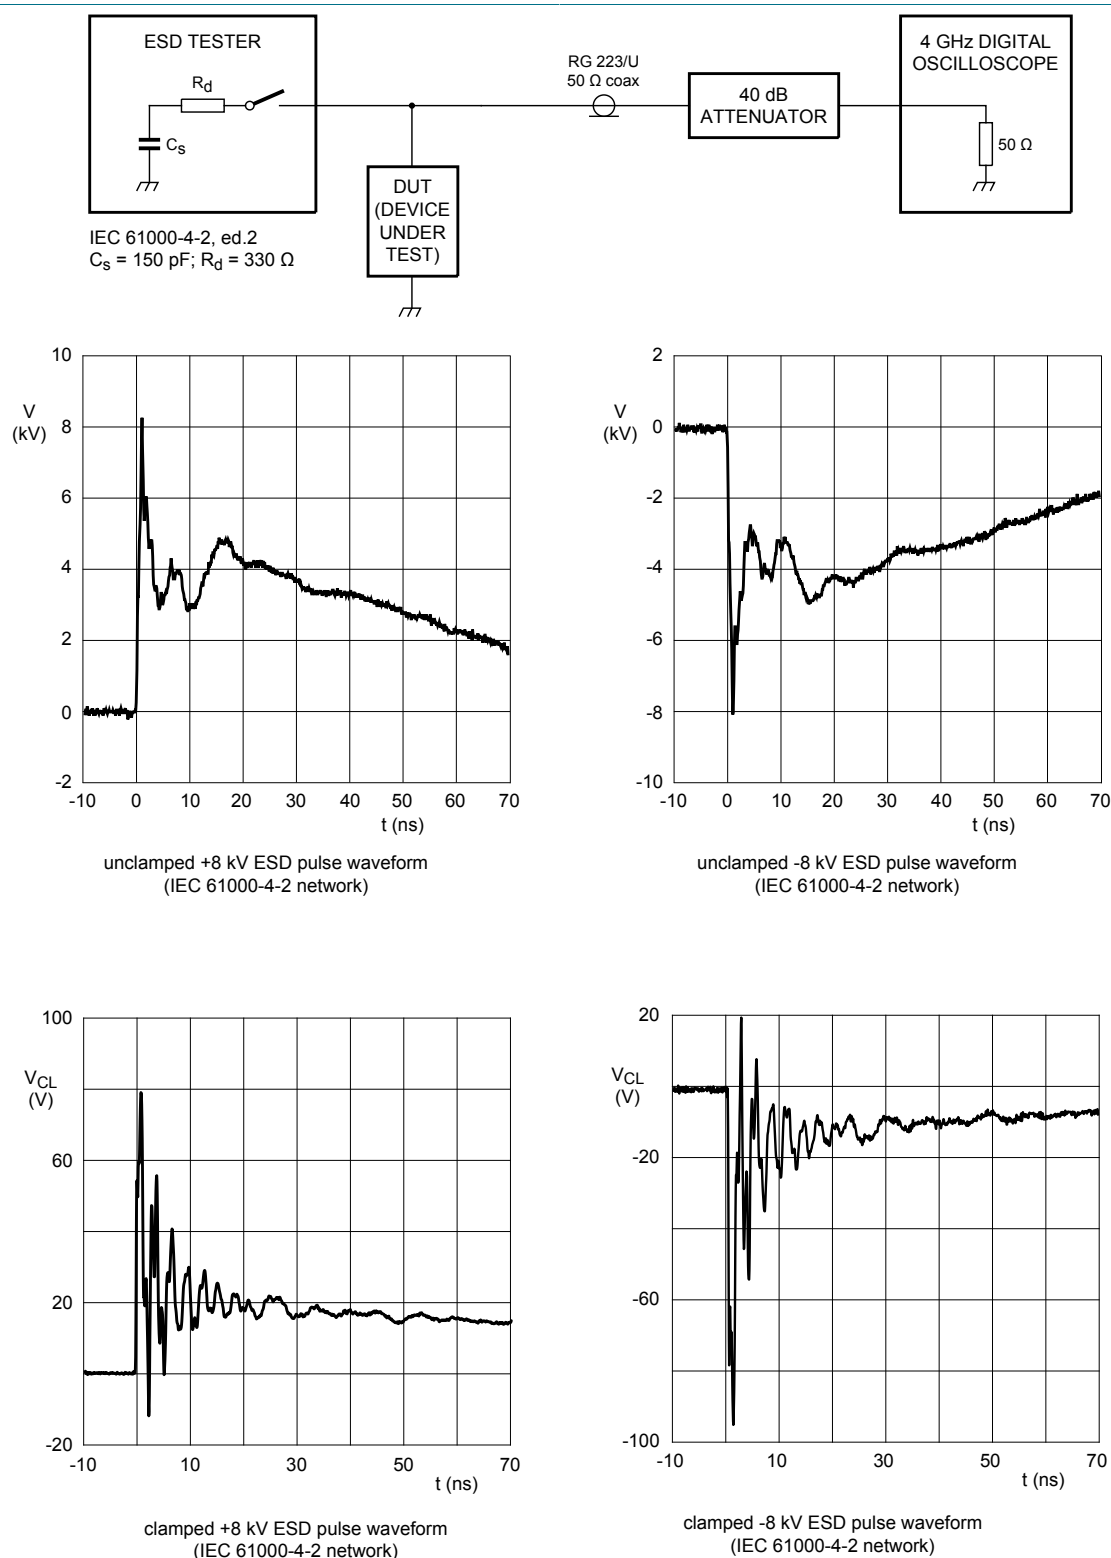 ESD TESTER
Rd
Cs
IEC 61000-4-2, ed.2
Cs = 150 pF; Rd = 330 Ω
DUT
(DEVICE
UNDER
TEST)
RG 223/U
50 Ω coax
40 dB
ATTENUATOR
4 GHz DIGITAL
OSCILLOSCOPE
50 Ω
10
8
6
4
2
0
-2
V
(kV)
-10 0 10 20 30 40 50 60 70
t (ns)
unclamped +8 kV ESD pulse waveform
(IEC 61000-4-2 network)
2
0
-2
-4
-6
-8
-10
V
(kV)
-10 0 10 20 30 40 50 60 70
t (ns)
unclamped -8 kV ESD pulse waveform
(IEC 61000-4-2 network)
100
60
20
-20
VCL
(V)
-10 10 30 50 70
t (ns)
clamped +8 kV ESD pulse waveform
(IEC 61000-4-2 network)
20
-20
-60
-100
VCL
(V)
-10 10 30 50 70
t (ns)
clamped -8 kV ESD pulse waveform
(IEC 61000-4-2 network)